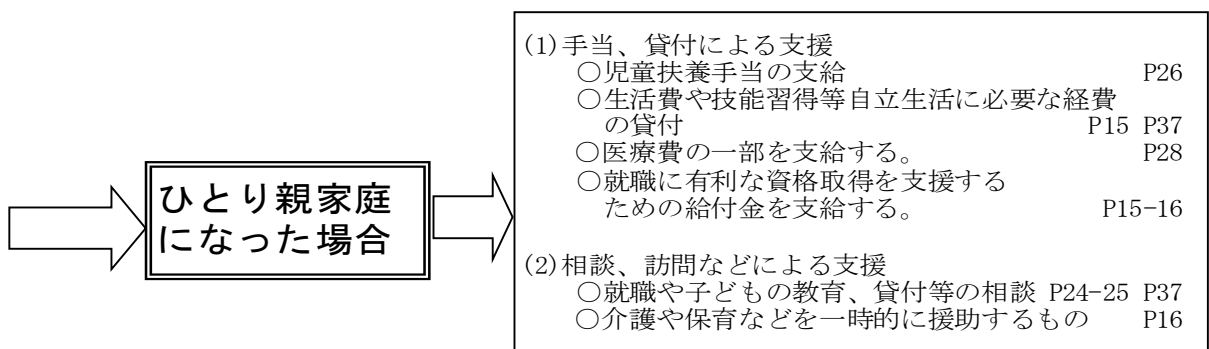 ひとり親家庭
になった場合
(1)手当、貸付による支援
○児童扶養手当の支給 P26
○生活費や技能習得等自立生活に必要な経費
の貸付 P15 P37
○医療費の一部を支給する。 P28
○就職に有利な資格取得を支援する
ための給付金を支給する。 P15-16
(2)相談、訪問などによる支援
○就職や子どもの教育、貸付等の相談 P24-25 P37
○介護や保育などを一時的に援助するもの P16